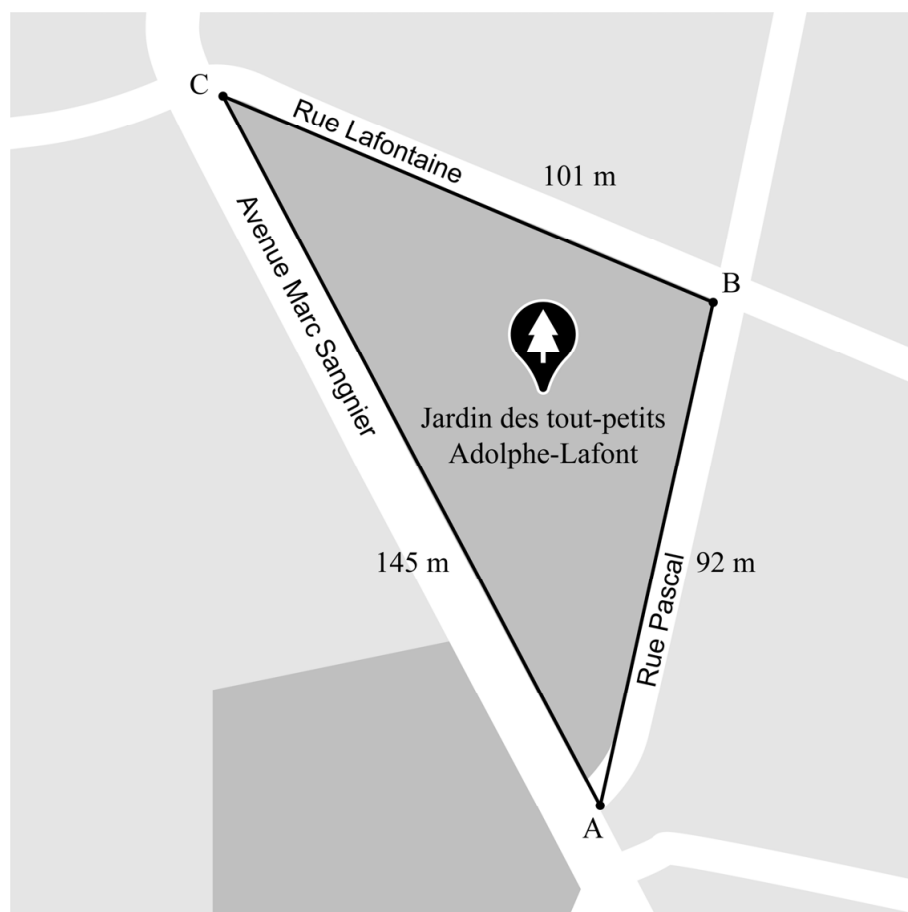 C
Rue Lafontaine
101 m
B
Avenue Marc Sangnier
Jardin des tout-petits
Adolphe-Lafont
145 m
92 m
Rue Pascal
A